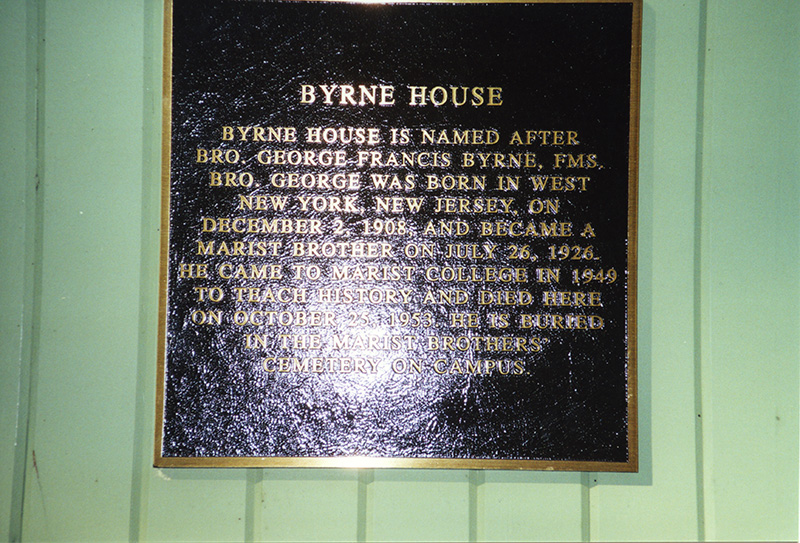 BYRNE HOUSE
BYRNE HOUSE IS NAMED AFTER
BRO. GEORGE FRANCIS BYRNE, FMS.
BRO. GEORGE WAS BORN IN WEST
NEW YORK, NEW JERSEY, ON
DECEMBER 2, 1908, AND BECAME A
MARIST BROTHER ON JULY 26, 1926.
HE CAME TO MARIST COLLEGE IN 1949
TO TEACH HISTORY AND DIED HERE
ON OCTOBER 25, 1953. HE IS BURIED
IN THE MARIST BROTHERS'
CEMETERY ON CAMPUS